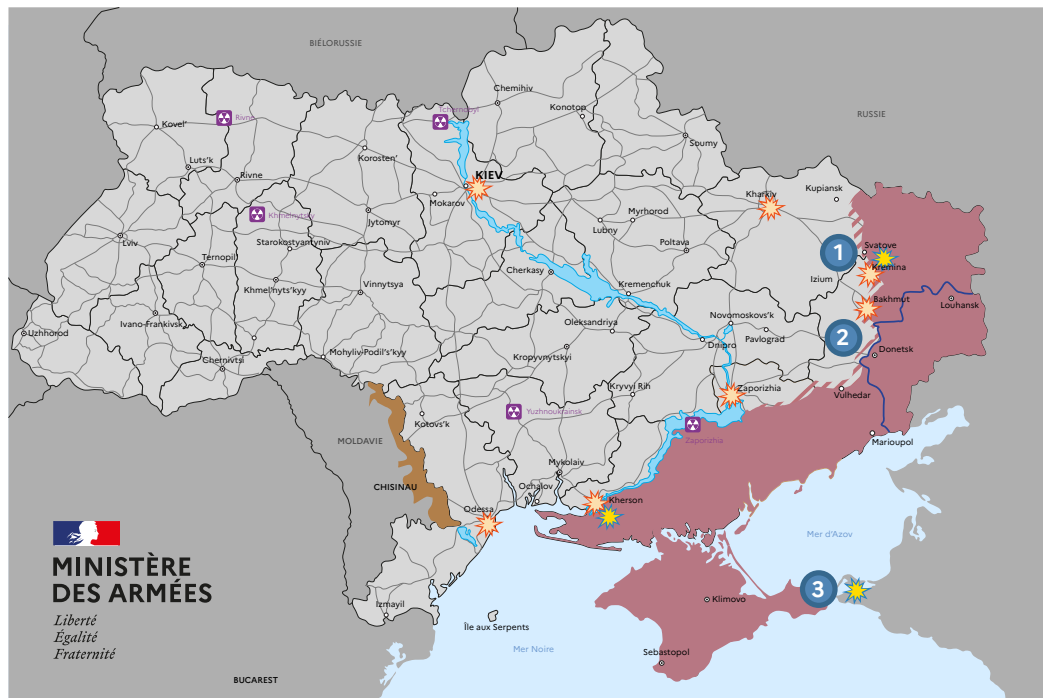 BIÉLORUSSIE
RUSSIE
Chemihiv
Konotop
Tchernobyl
Rivne
Kovel'
Soumy
Korosten'
Luts'k
Rivne
KIEV
Mokarov
Kharkiv
Kupiansk
Khmelnytsky
Jytomyr
Myrhorod
Lubny
Lviv
Starokostyantyniv
Poltava
Svatove
1
Ternopil
Cherkasy
Kremina
Izium
Khmel'nyts'kyy
Vinnytsya
Kremenchuk
Bakhmut
Louhansk
Ivano-Frankivsk
Oleksandriya
Novomoskovs'k
2
Uzhhorod
Pavlograd
Dnipro
Mohyliv-Podil's'kyy
Kropyvnytskyi
Donetsk
Chernivtsi
Kryvyi Rih
Zaporizhia
Vulhedar
Yuzhnoukrainsk
Kotovs'k
MOLDAVIE
Zaporizhia
Marioupol
Mykolaiv
CHISINAU
Ochalov
Kherson
Odessa
Mer d'Azov
MINISTÈRE
DES ARMÉES
Liberté
Égalité
Fraternité
3
Klimovo
Izmayil
Île aux Serpents
Mer Noire
Sebastopol
BUCAREST